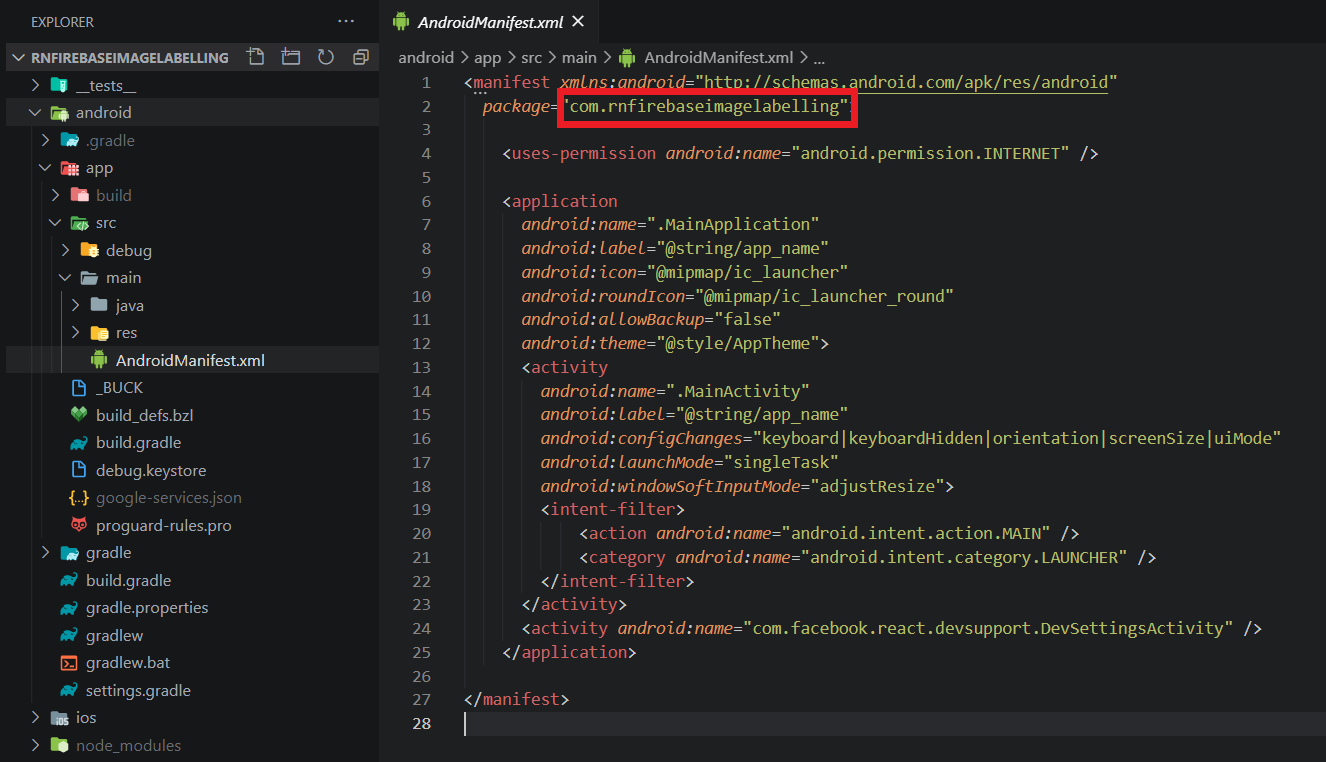 EXPLORER
...
RNFIREBASEIMAGELABELLING
__tests__
android
.gradle
app
build
src
debug
main
java
res
AndroidManifest.xml
_BUCK
build_defs.bzl
build.gradle
debug.keystore
google-services.json
proguard-rules.pro
gradle
build.gradle
gradle.properties
gradlew
gradlew.bat
settings.gradle
ios
node_modules
AndroidManifest.xml
android > app > src > main > AndroidManifest.xml > ...
1 <manifest xmlns:android="http://schemas.android.com/apk/res/android"
2 package="com.rnfirebaseimagelabelling">
3
4 <uses-permission android:name="android.permission.INTERNET" />
5
6 <application
7 android:name=".MainApplication"
8 android:label="@string/app_name"
9 android:icon="@mipmap/ic_launcher"
10 android:roundIcon="@mipmap/ic_launcher_round"
11 android:allowBackup="false"
12 android:theme="@style/AppTheme">
13 <activity
14 android:name=".MainActivity"
15 android:label="@string/app_name"
16 android:configChanges="keyboard|keyboardHidden|orientation|screenSize|uiMode"
17 android:launchMode="singleTask"
18 android:windowSoftInputMode="adjustResize">
19 <intent-filter>
20 <action android:name="android.intent.action.MAIN" />
21 <category android:name="android.intent.category.LAUNCHER" />
22 </intent-filter>
23 </activity>
24 <activity android:name="com.facebook.react.devsupport.DevSettingsActivity" />
25 </application>
26
27 </manifest>
28